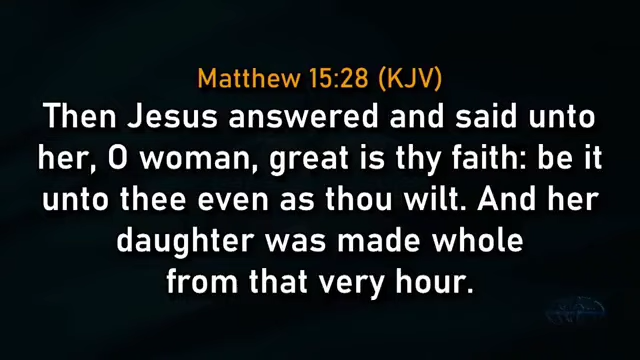 Matthew 15:28 (KJV)
Then Jesus answered and said unto
her, O woman, great is thy faith: be it
unto thee even as thou wilt. And her
daughter was made whole
from that very hour.